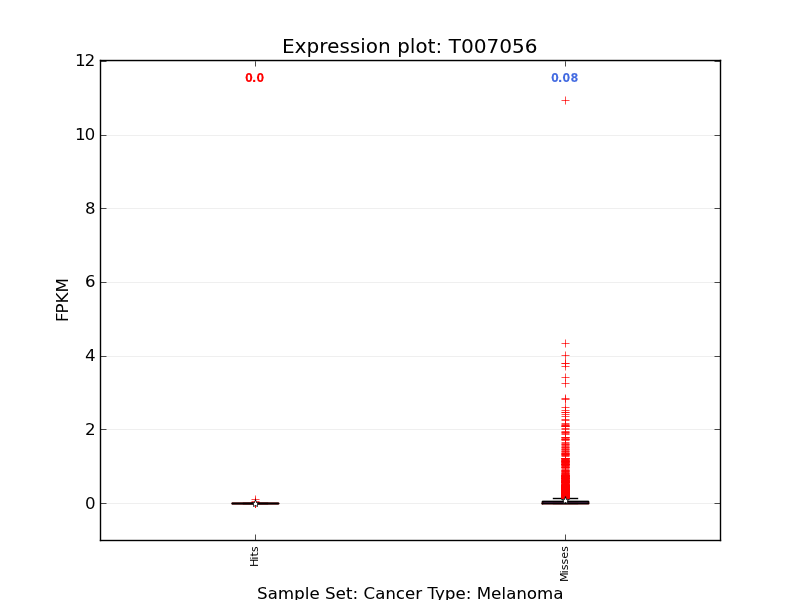 Expression plot: T007056
0.0
0.08
12
10
8
6
4
2
0
FPKM
Hits
Misses
Sample Set: Cancer Type: Melanoma